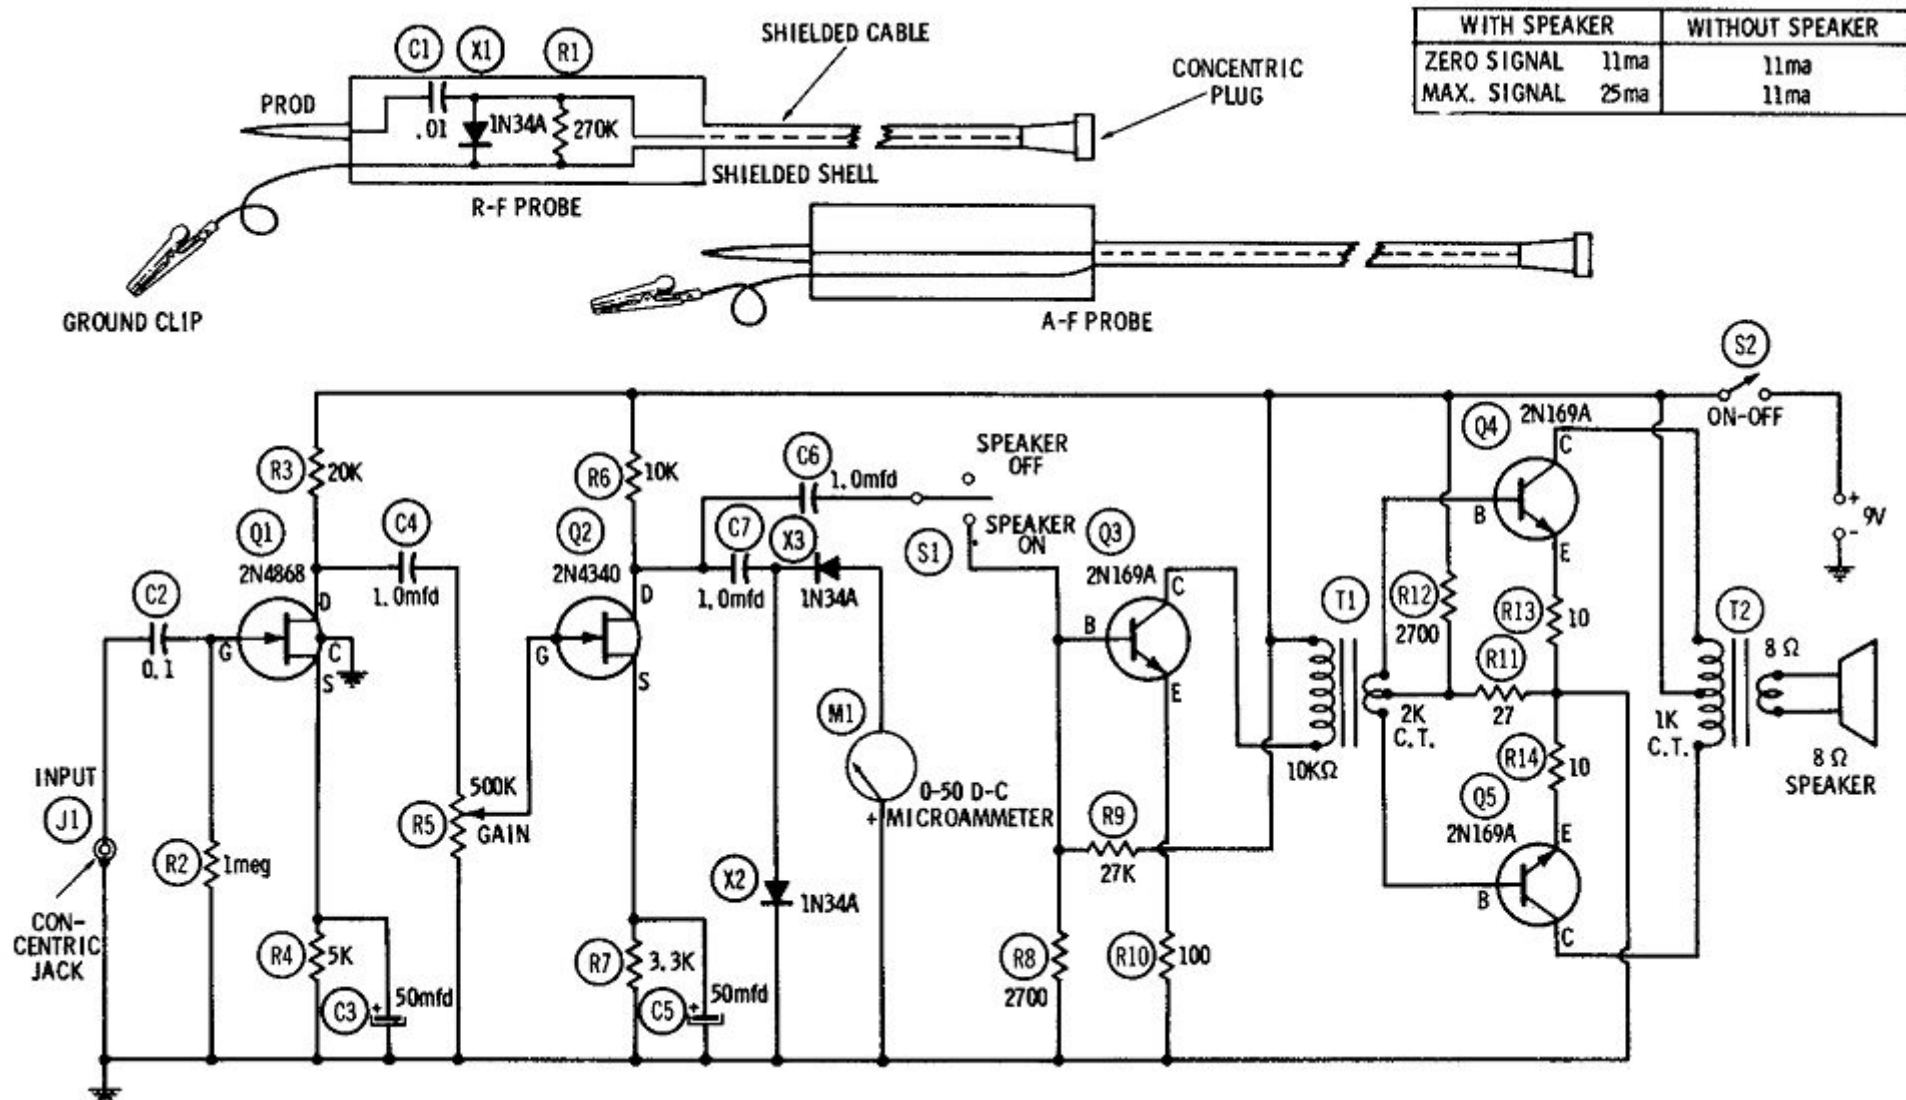 WITH SPEAKER
WITHOUT SPEAKER
ZERO SIGNAL 11ma
11ma
MAX. SIGNAL 25ma
11ma
C1
X1
R1
SHIELDED CABLE
CONCENTRIC
PLUG
PROD
.01
1N34A
270K
SHIELDED SHELL
R-F PROBE
GROUND CLIP
A-F PROBE
S2
ON-OFF
+
9V
-
R3
20K
C4
1.0mfd
R6
10K
C6
1.0mfd
SPEAKER
OFF
SPEAKER
ON
S1
Q1
2N4868
Q2
2N4340
C7
1.0mfd
X3
1N34A
Q3
2N169A
Q4
2N169A
C
B
E
C2
0.1
G
D
C
S
G
D
S
B
C
E
T1
R12
2700
R13
10
R11
27
T2
8 Ω
2K
C.T.
1K
C.T.
10KΩ
R14
10
8 Ω
SPEAKER
Q5
2N169A
E
B
C
INPUT
J1
CON-
CENTRIC
JACK
R2
1meg
500K
R5
GAIN
M1
0-50 D-C
+ MICROAMMETER
R9
27K
X2
1N34A
R4
5K
C3
+
50mfd
R7
3.3K
C5
+
50mfd
R8
2700
R10
100